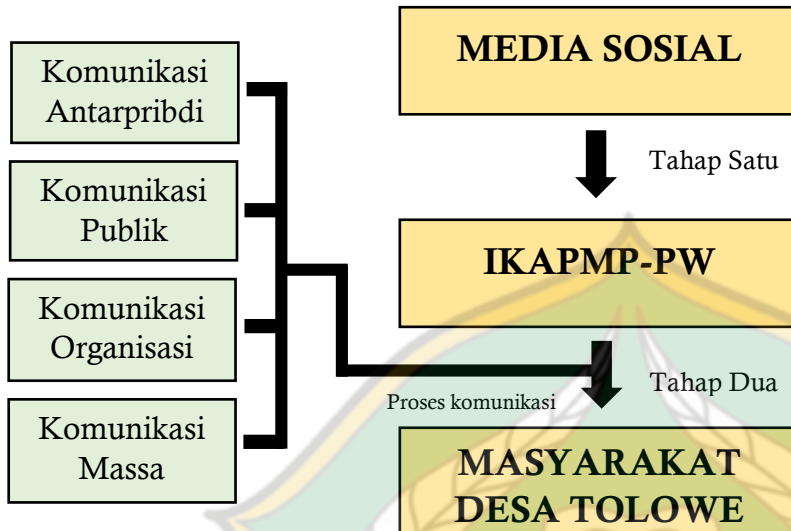 Komunikasi
Antarpribdi
Komunikasi
Publik
Komunikasi
Organisasi
Komunikasi
Massa
MEDIA SOSIAL
Tahap Satu
IKAPMP-PW
Tahap Dua
Proses komunikasi
MASYARAKAT
DESA TOLOWE